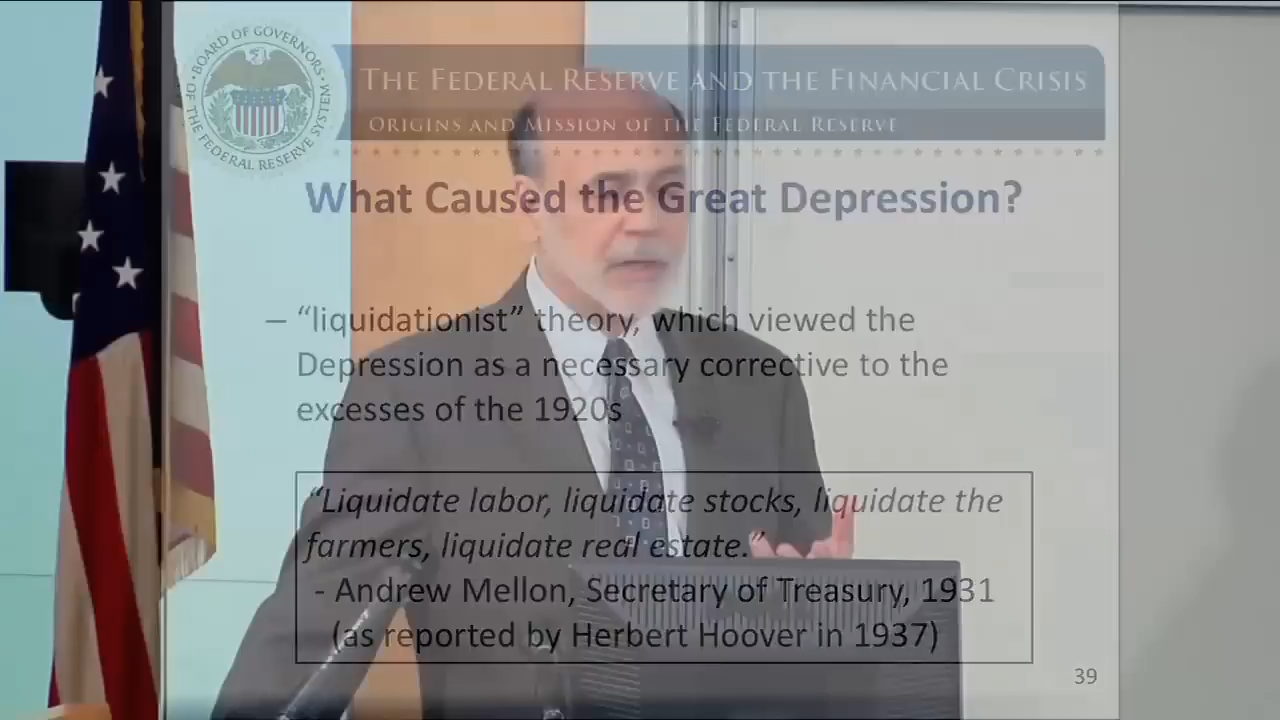 BOARD OF GOVERNORS
OF THE FEDERAL RESERVE SYSTEM
THE FEDERAL RESERVE AND THE FINANCIAL CRISIS
ORIGINS AND MISSION OF THE FEDERAL RESERVE
What Caused the Great Depression?
– “liquidationist” theory, which viewed the
Depression as a necessary corrective to the
excesses of the 1920s
“Liquidate labor, liquidate stocks, liquidate the
farmers, liquidate real estate.”
- Andrew Mellon, Secretary of Treasury, 1931
(as reported by Herbert Hoover in 1937)
39